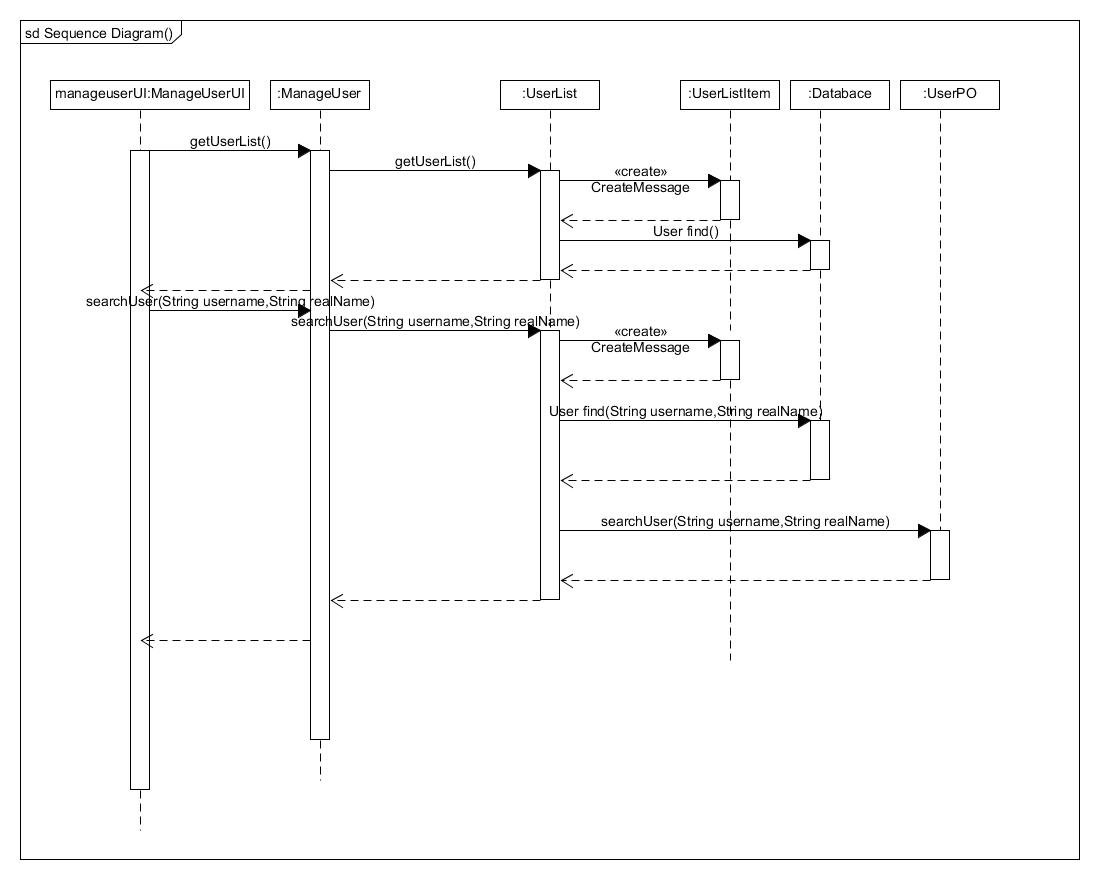 sd Sequence Diagram()
manageuserUI:ManageUserUI
:ManageUser
:UserList
:UserListItem
:Databace
:UserPO
getUserList()
getUserList()
«create»
CreateMessage
User find()
searchUser(String username,String realName)
searchUser(String username,String realName)
«create»
CreateMessage
User find(String username,String realName)
searchUser(String username,String realName)